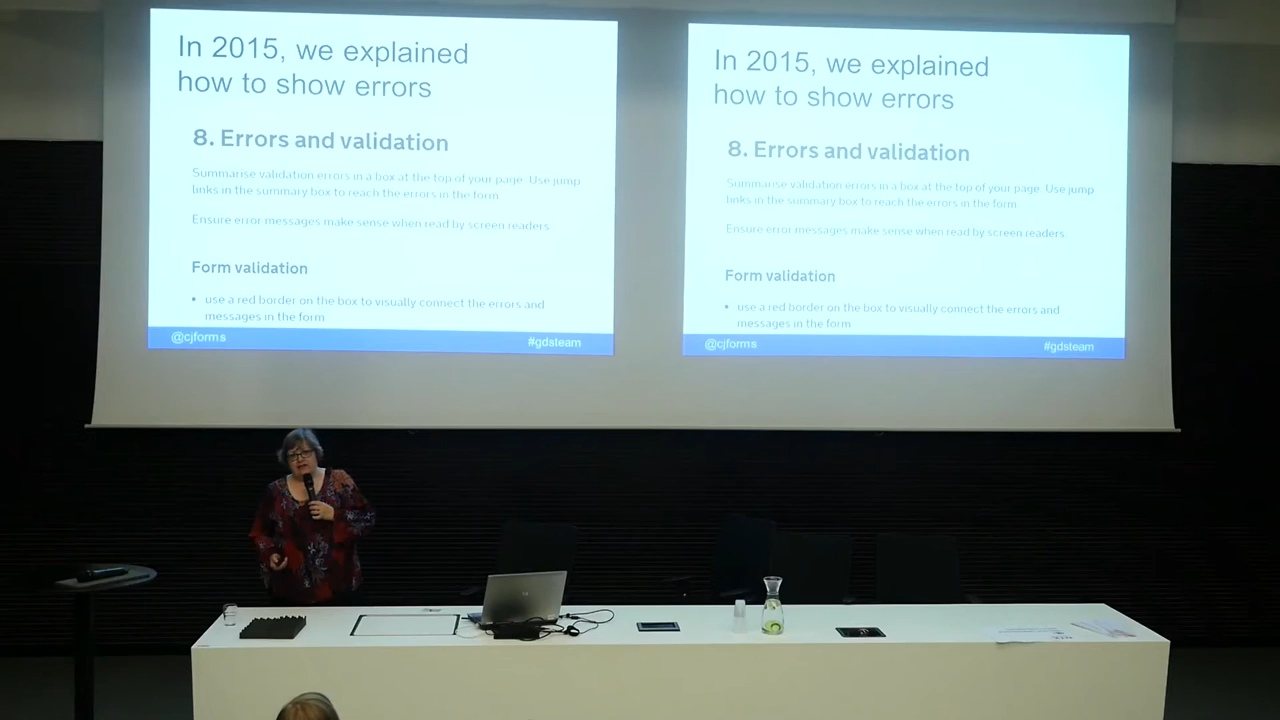 In 2015, we explained
how to show errors
8. Errors and validation
Summarise validation errors in a box at the top of your page. Use jump
links in the summary box to reach the errors in the form.
Ensure error messages make sense when read by screen readers.
Form validation
• use a red border on the box to visually connect the errors and
messages in the form
@cjforms
#gdsteam
In 2015, we explained
how to show errors
8. Errors and validation
Summarise validation errors in a box at the top of your page. Use jump
links in the summary box to reach the errors in the form.
Ensure error messages make sense when read by screen readers.
Form validation
• use a red border on the box to visually connect the errors and
messages in the form
@cjforms
#gdsteam